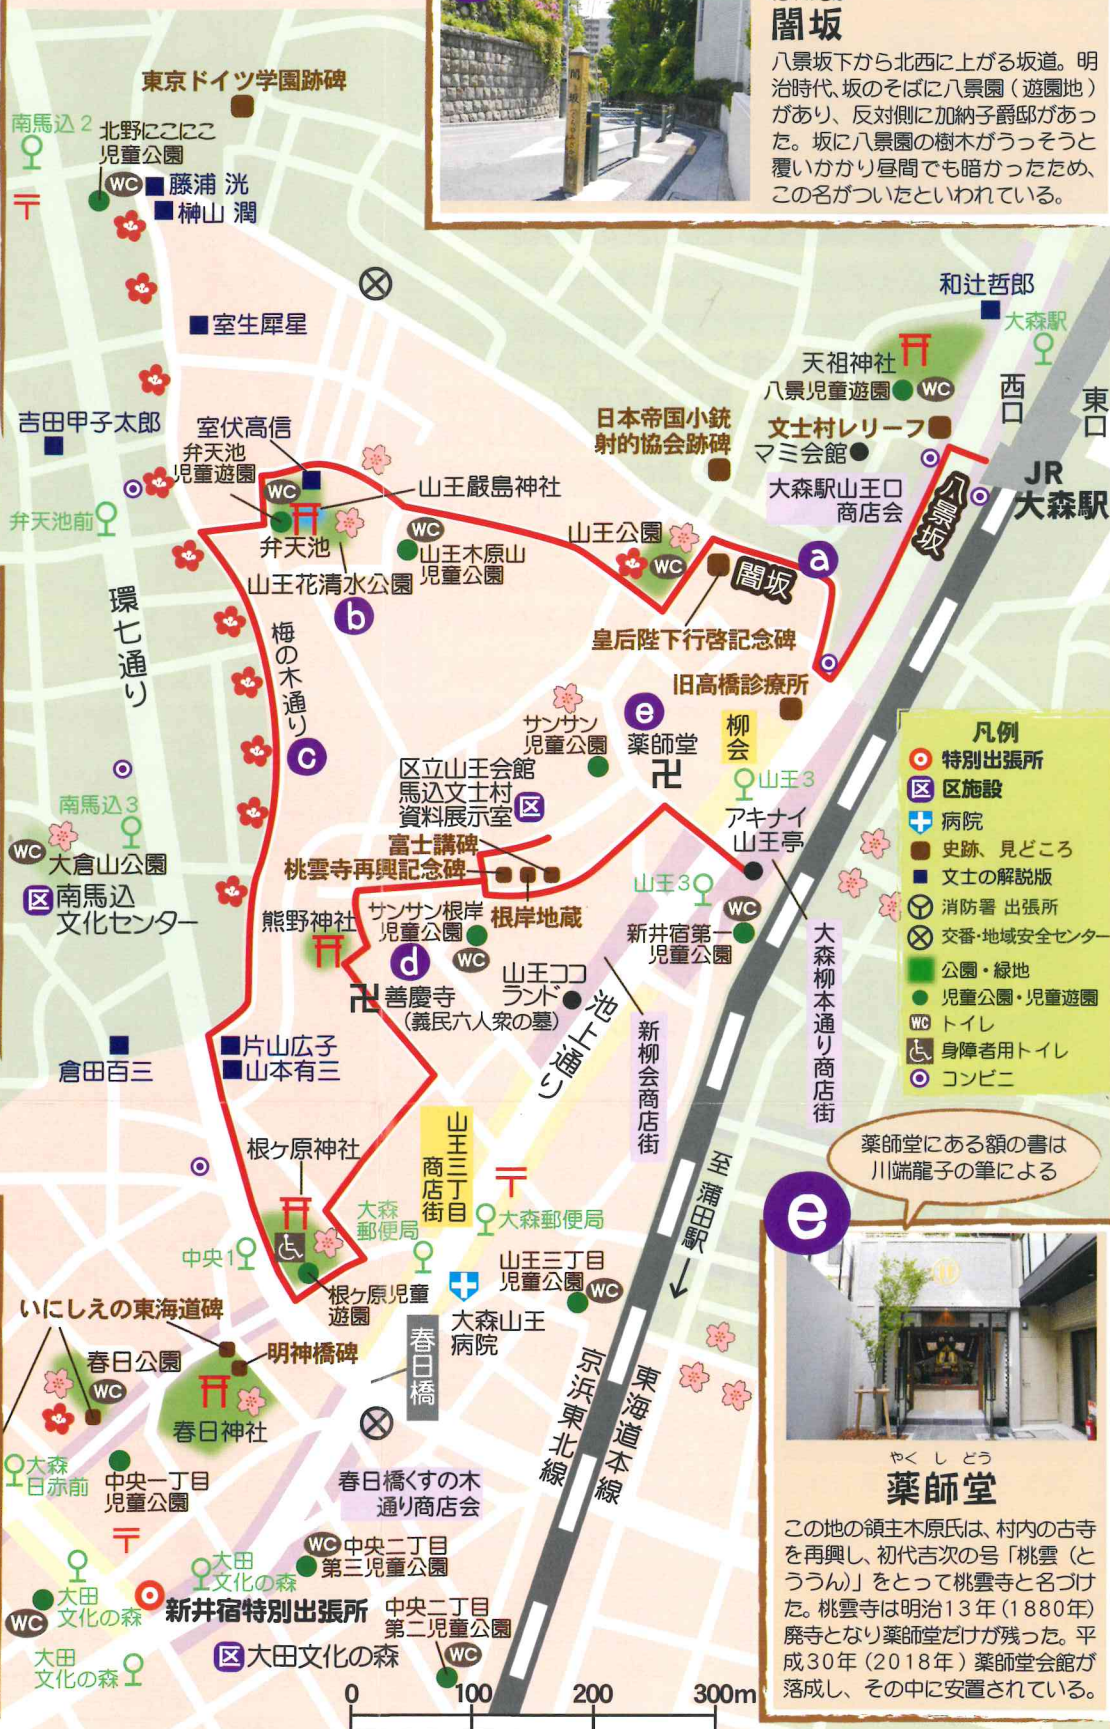 闇坂
八景坂下から北西に上がる坂道。明
治時代、坂のそばに八景園(遊園地)
があり、反対側に加納子爵邸があっ
た。坂に八景園の樹木がうっそうと
覆いかかり昼間でも暗かったため、
この名がついたといわれている。
東京ドイツ学園跡碑
南馬込2
北野にこにこ
児童公園
WC
藤浦 洸
榊山 潤
室生犀星
和辻哲郎
大森駅
天祖神社
八景児童遊園
WC
西口
東口
吉田甲子太郎
室伏高信
弁天池
児童遊園
WC
日本帝国小銃
射的協会跡碑
文士村レリーフ
マミ会館
大森駅山王口
商店会
八景坂
JR
大森駅
山王厳島神社
弁天池前
弁天池
WC
山王木原山
児童公園
山王公園
WC
闇坂
a
山王花清水公園
b
皇后陛下行啓記念碑
環七通り
梅の木通り
c
旧高橋診療所
サンサン
児童公園
e
薬師堂
柳会
山王3
アキナイ
山王亭
区立山王会館
馬込文士村
資料展示室
区
富士講碑
桃雲寺再興記念碑
根岸地蔵
南馬込3
WC
大倉山公園
区
南馬込
文化センター
熊野神社
サンサン根岸
児童公園
WC
d
善慶寺
(義民六人衆の墓)
山王ココ
ランド
山王3
WC
新井宿第一
児童公園
池上通り
新柳会商店街
大森柳本通り商店街
凡例
特別出張所
区
区施設
病院
史跡、見どころ
文士の解説版
消防署 出張所
交番・地域安全センター
公園・緑地
児童公園・児童遊園
WC
トイレ
身障者用トイレ
コンビニ
倉田百三
片山広子
山本有三
根ヶ原神社
山王三丁目
商店街
大森
郵便局
大森郵便局
中央1
根ヶ原児童
遊園
山王三丁目
児童公園
WC
大森山王
病院
至 蒲田駅
春日橋
京浜東北線
東海道本線
いにしえの東海道碑
春日公園
WC
明神橋碑
春日神社
大森
日赤前
中央一丁目
児童公園
春日橋くすの木
通り商店会
WC
中央二丁目
第三児童公園
大田
文化の森
大田
文化の森
WC
新井宿特別出張所
中央二丁目
第二児童公園
WC
大田
文化の森
区
大田文化の森
0
100
200
300m
薬師堂にある額の書は
川端龍子の筆による
e
やくしどう
薬師堂
この地の領主木原氏は、村内の古寺
を再興し、初代吉次の号「桃雲(と
ううん)」をとって桃雲寺と名づけ
た。桃雲寺は明治13年(1880年)
廃寺となり薬師堂だけが残った。平
成30年(2018年)薬師堂会館が
落成し、その中に安置されている。